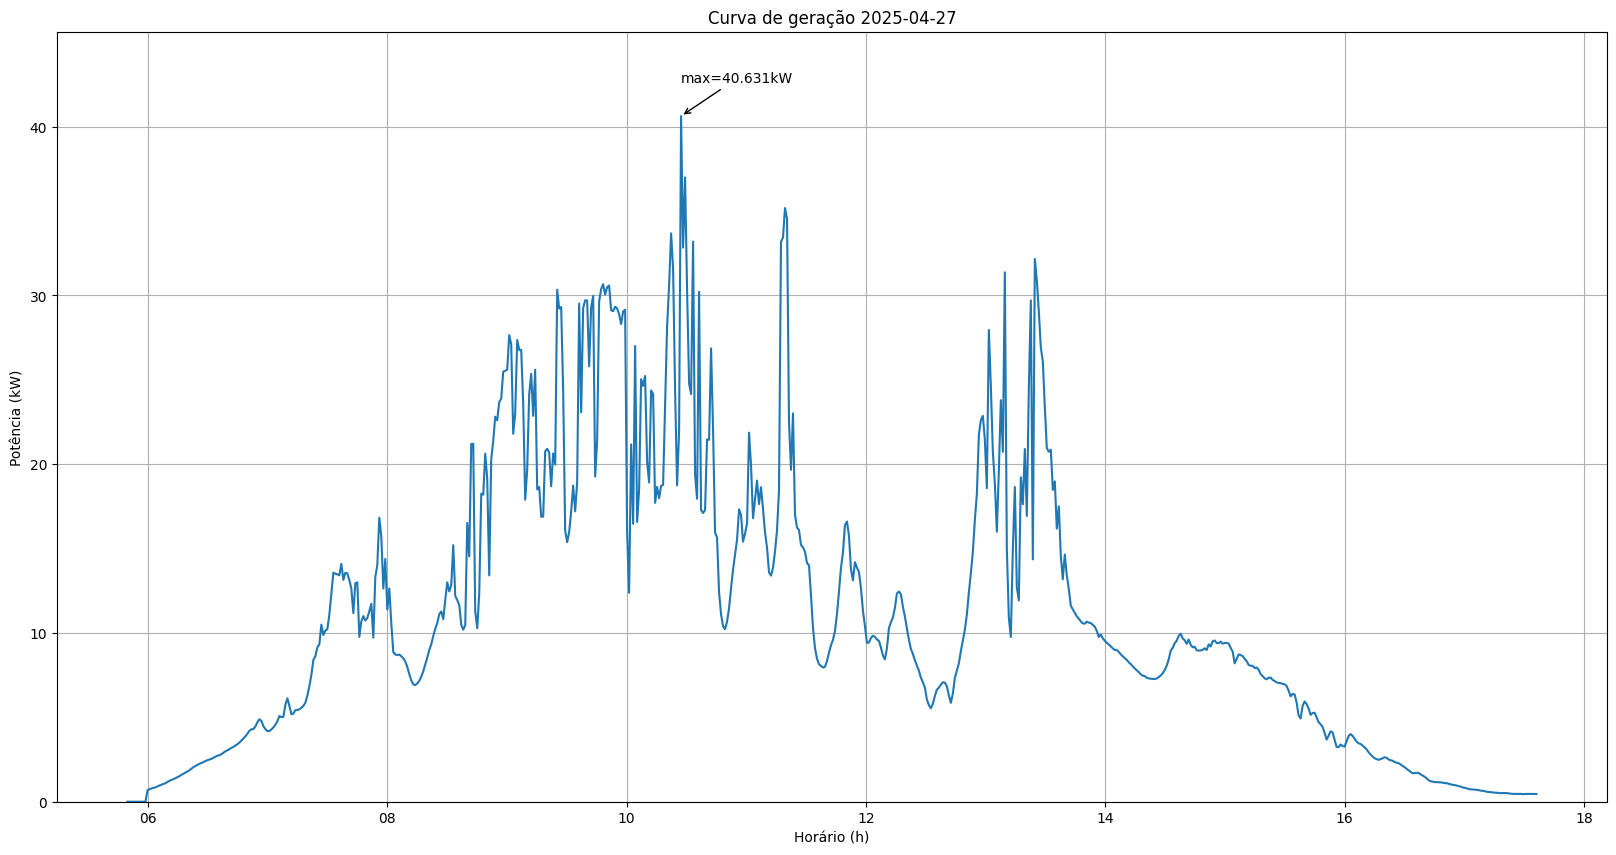 Curva de geração 2025-04-27
max=40.631kW
Potência (kW)
40
30
20
10
0
06 08 10 12 14 16 18
Horário (h)